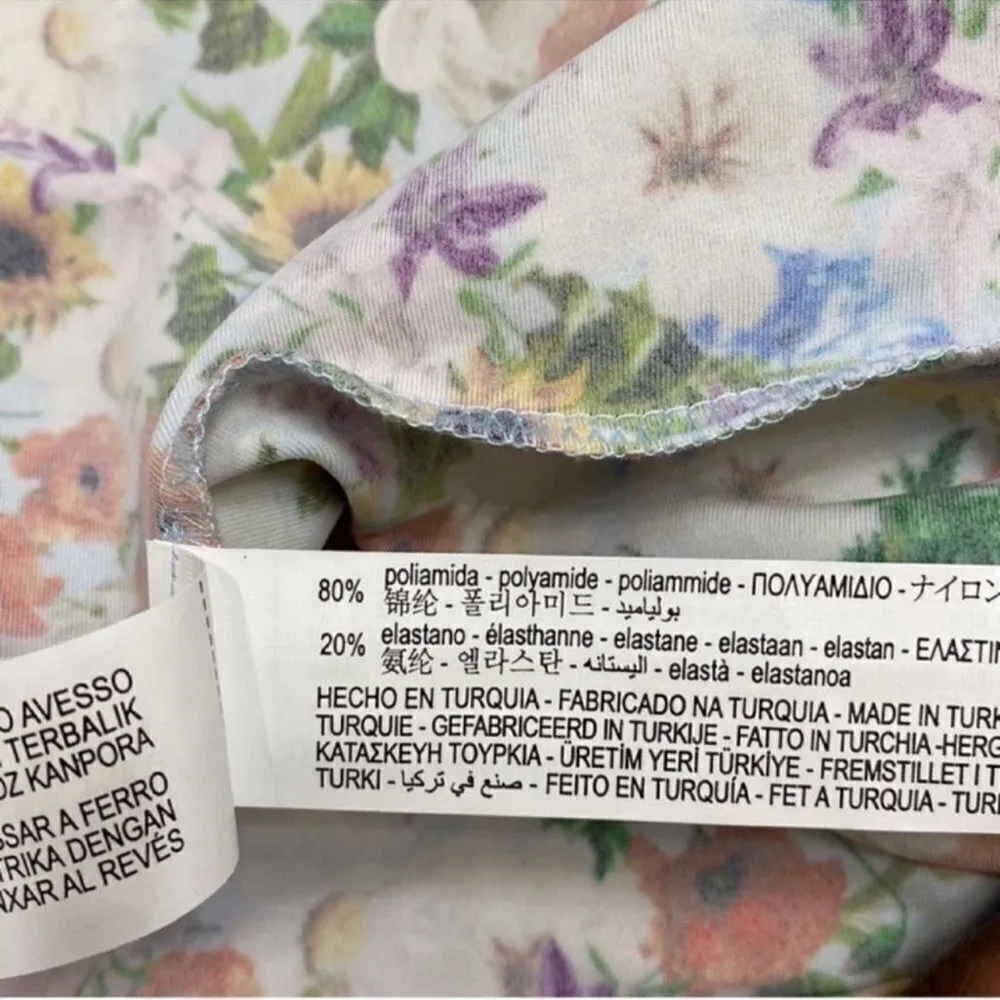 O AVESSO
TERBALIK
ÓZ KANPORA
SSAR A FERRO
TRIKA DENGAN
NXAR AL REVÉS
80% poliamida - polyamide - poliammide - ΠΟΛΥΑΜΙΔΙΟ - ナイロン
锦纶 - 폴리아미드 - بولياميد
20% elastano - élasthanne - elastane - elastaan - elastan - ΕΛΑΣΤΙΝ
氨纶 - 엘라스탄 - اليستانه - elastà - elastanoa
HECHO EN TURQUIA - FABRICADO NA TURQUIA - MADE IN TURK
TURQUIE - GEFABRICEERD IN TURKIJE - FATTO IN TURCHIA -HERG
ΚΑΤΑΣΚΕΥΗ ΤΟΥΡΚΙΑ - ÜRETİM YERİ TÜRKİYE - FREMSTILLET I T
TURKI - صنع في تركيا - FEITO EN TURQUÍA - FET A TURQUIA - TUR